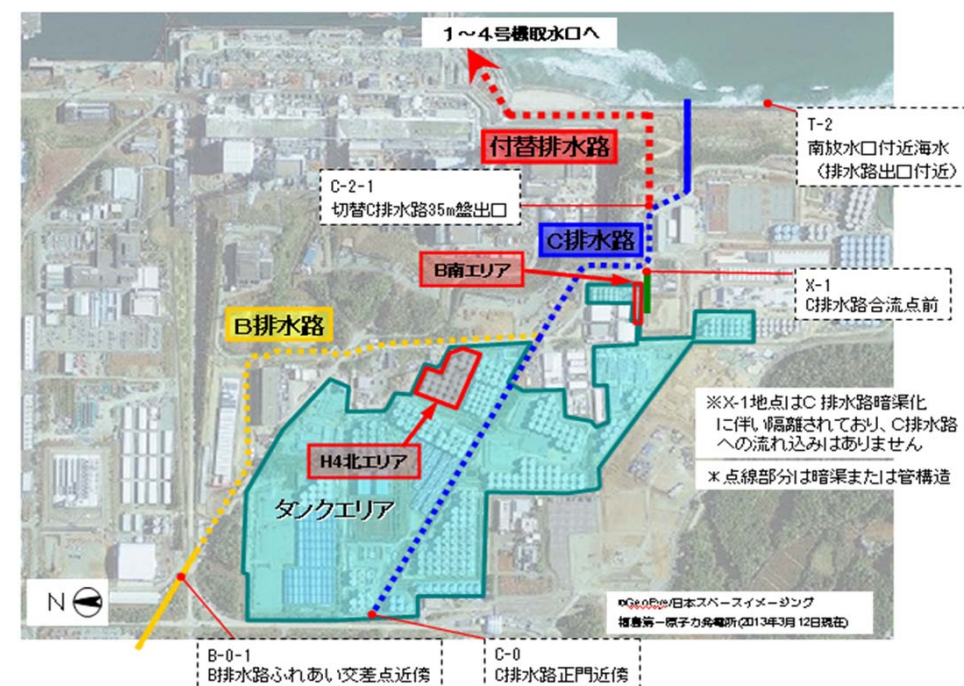 1~4号機取水口へ
T-2
南放水口付近海水
(排水路出口付近)
付替排水路
C-2-1
切替C排水路35m盤出口
C排水路
B南エリア
X-1
C排水路合流点前
B排水路
※X-1地点はC排水路暗渠化
に伴い隔離されており、C排水路
への流れ込みはありません
*点線部分は暗渠または管構造
H4北エリア
タンクエリア
N
©GeoEye/日本スペースイメージング
福島第一原子力発電所(2013年3月12日現在)
B-0-1
B排水路ふれあい交差点近傍
C-0
C排水路正門近傍